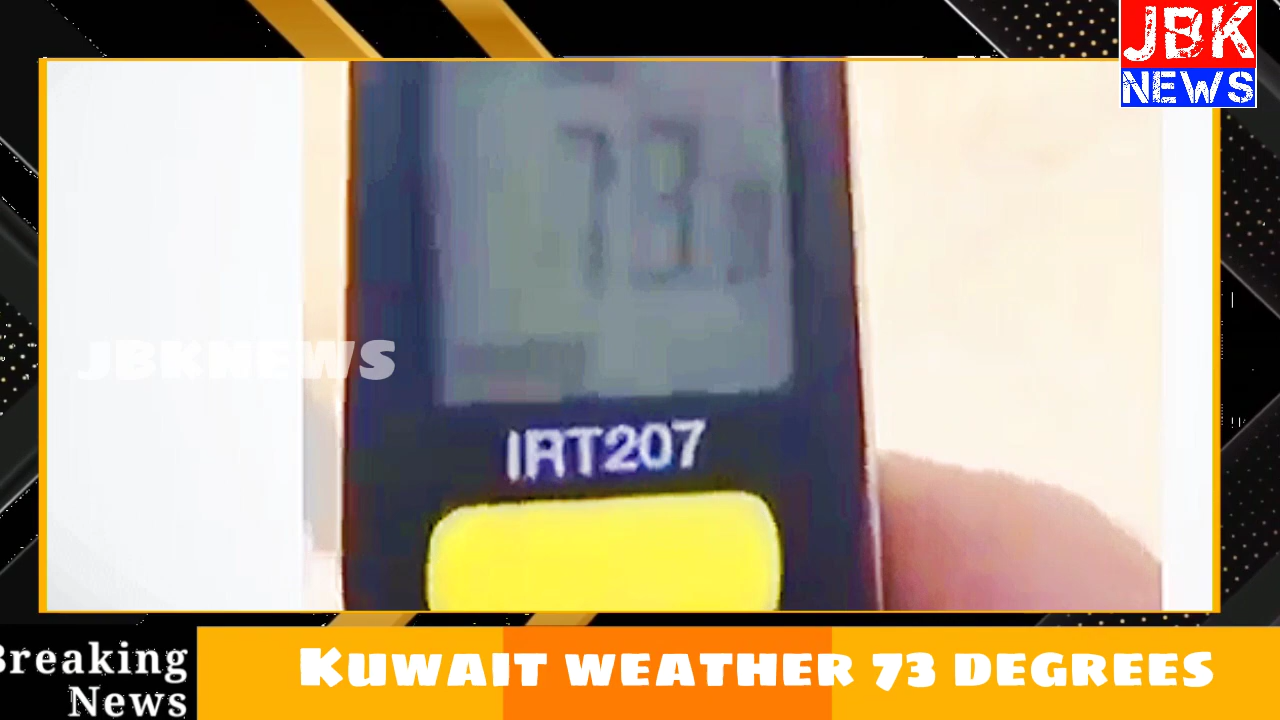 JBK
NEWS
73
JBKNEWS
IRT207
Breaking
News
KUWAIT WEATHER 73 DEGREES